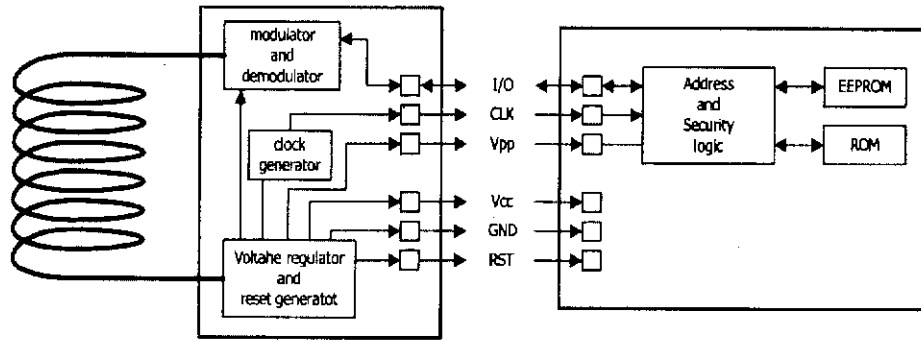 modulator
and
demodulator
clock
generator
Voltahe regulator
and
reset generatot
I/O
CLK
Vpp
Vcc
GND
RST
Address
and
Security
logic
EEPROM
ROM